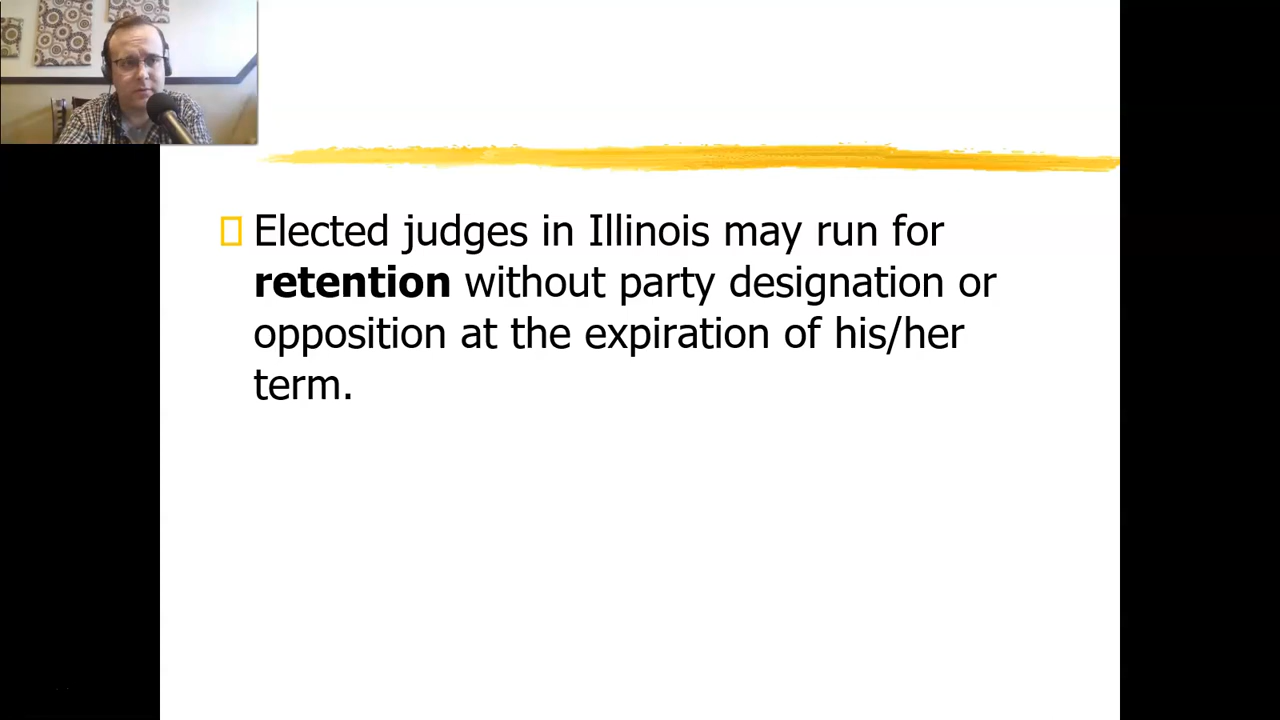 Elected judges in Illinois may run for
retention without party designation or
opposition at the expiration of his/her
term.